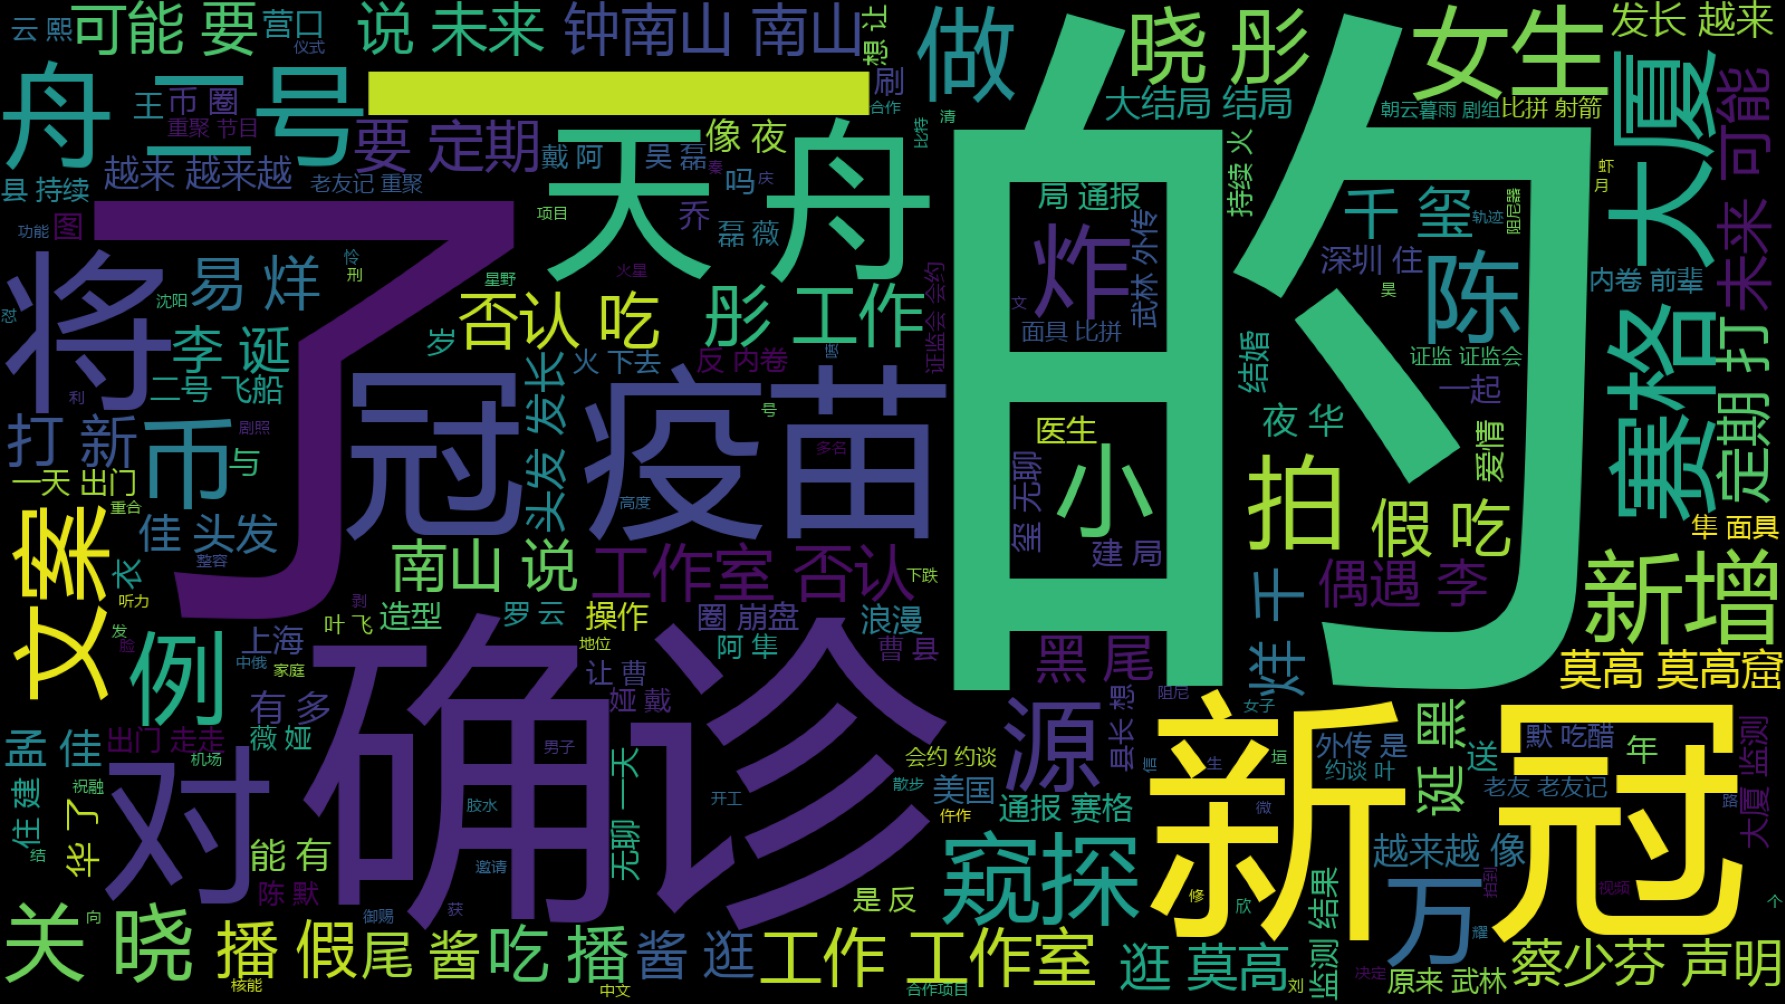 云 熙
可能 要
营口
仪式
说 未来
钟南山 南山
想 让
做
晓 彤
女生
发长 越来
舟 二号
王
币 圈
重聚 节目
一
刷
合作
大结局 结局
朝云暮雨 剧组
比拼 射箭
大厦
未来 可能
县 持续
越来 越来越
老友记 重聚
要 定期
天舟
戴 阿
吴 磊
像 夜
秦
吗
庆
比特
清
的
局 通报
持续 火
千 玺
轨迹
阻尼器
虾
月
功能
图
了
项目
乔
磊 薇
炸
武林 外传
深圳 住
陈
内卷 前辈
将
易 烊
怜
刑
沈阳
星野
火星
否认 吃
彤 工作
证监会 会约
文
面具 比拼
昊
证监 证监会
赛格
定期 打
怼
李 诞
二号 飞船
岁
火 下去
反 内卷
喷
结婚
一起
利
打 新
币
剧照
与
冠
头发 发长
疫苗
号
多名
高度
医生
小
玺 无聊
夜 华
爱情
拍
假 吃
一天 出门
重合
文案
佳 头发
整容
南山 说
工作室 否认
下跌
建 局
隼 面具
新增
衣
听力
剥
叶 飞
造型
罗 云
操作
圈 崩盘
浪漫
曹 县
黑 尾
烊 千
偶遇 李
莫高 莫高窟
发
脸
例
上海
中俄
家庭
确诊
地位
让 曹
阿 隼
娅 戴
有 多
薇 娅
县长 想
阻尼
女子
孟 佳
出门 走走
机场
对
男子
无聊 一天
会约 约谈
源
信
生
垣
新冠
外传 是
约谈 叶
诞 黑
送
默 吃醋
年
老友 老友记
大厦 监测
路
住 建
祝融
华 了
结
胶水
开工
散步
美国
仵作
通报 赛格
微
能 有
陈 默
邀请
窥探
越来越 像
万
拍到
视频
关 晓
向
御赐
获
是 反
修
欣
监测 结果
耀
个
播 假
核能
尾 酱
吃 播
中文
酱 逛
工作 工作室
合作项目
逛 莫高
刘
决定
原来 武林
蔡少芬 声明